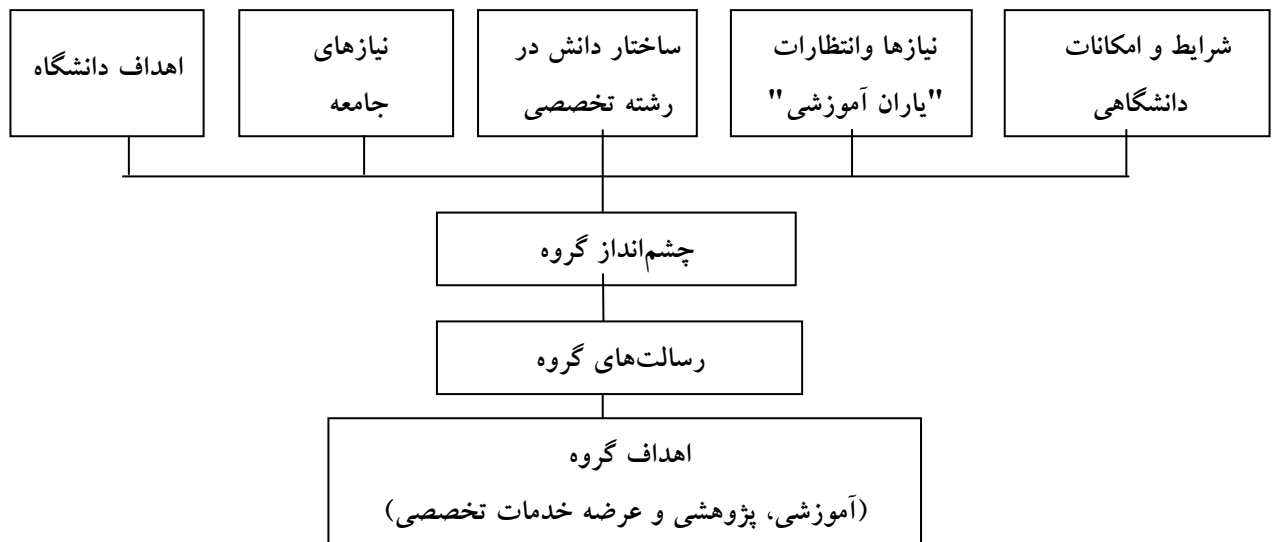 شرایط و امکانات
دانشگاهی
نیازها وانتظارات
"یاران آموزشی"
ساختار دانش در
رشته تخصصی
نیازهای
جامعه
اهداف دانشگاه
چشم‌انداز گروه
رسالت‌های گروه
اهداف گروه
(آموزشی، پژوهشی و عرضه خدمات تخصصی)